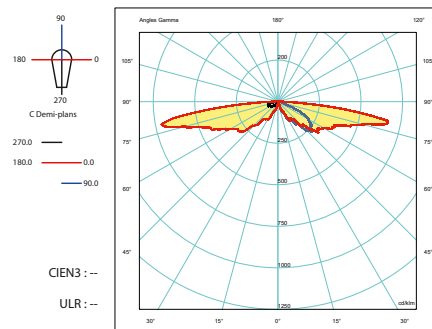 90
180 0
270
C Demi-plans
270.0
180.0 0.0
90.0
CIEN3 : --
ULR : --
Angles Gamma 180° 120°
200
105° 105°
90° 90°
75° 75°
250
60° 60°
500
45° 750 45°
1000
1250 cd/klm
30° 15° 0° 15° 30°